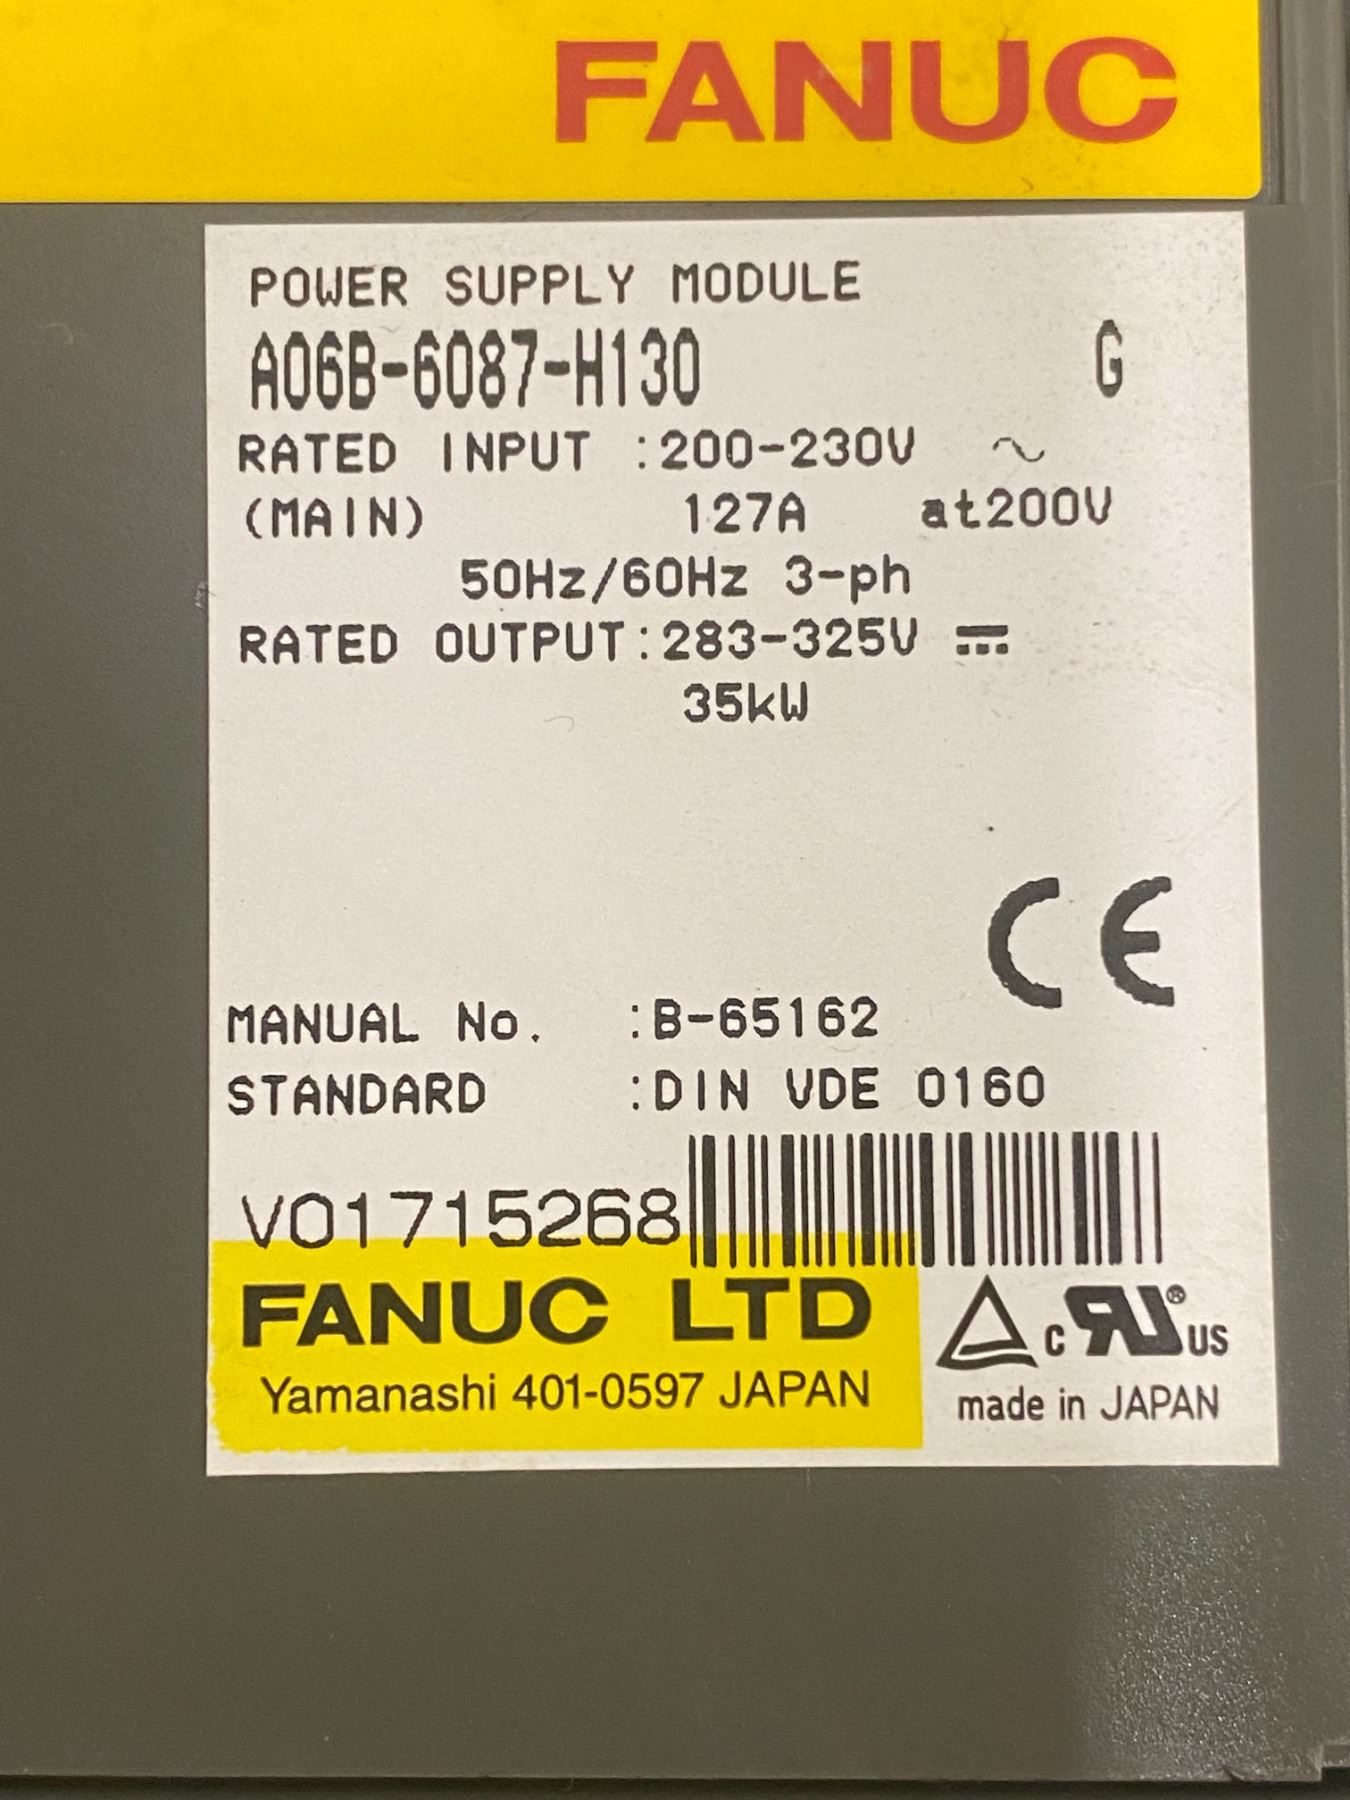 FANUC
POWER SUPPLY MODULE
A06B-6087-H130 G
RATED INPUT :200-230V ~
(MAIN) 127A at200V
50Hz/60Hz 3-ph
RATED OUTPUT:283-325V ⎓
35kW
CE
MANUAL No. :B-65162
STANDARD :DIN VDE 0160
V01715268
FANUC LTD
Yamanashi 401-0597 JAPAN
c RU ® US
made in JAPAN